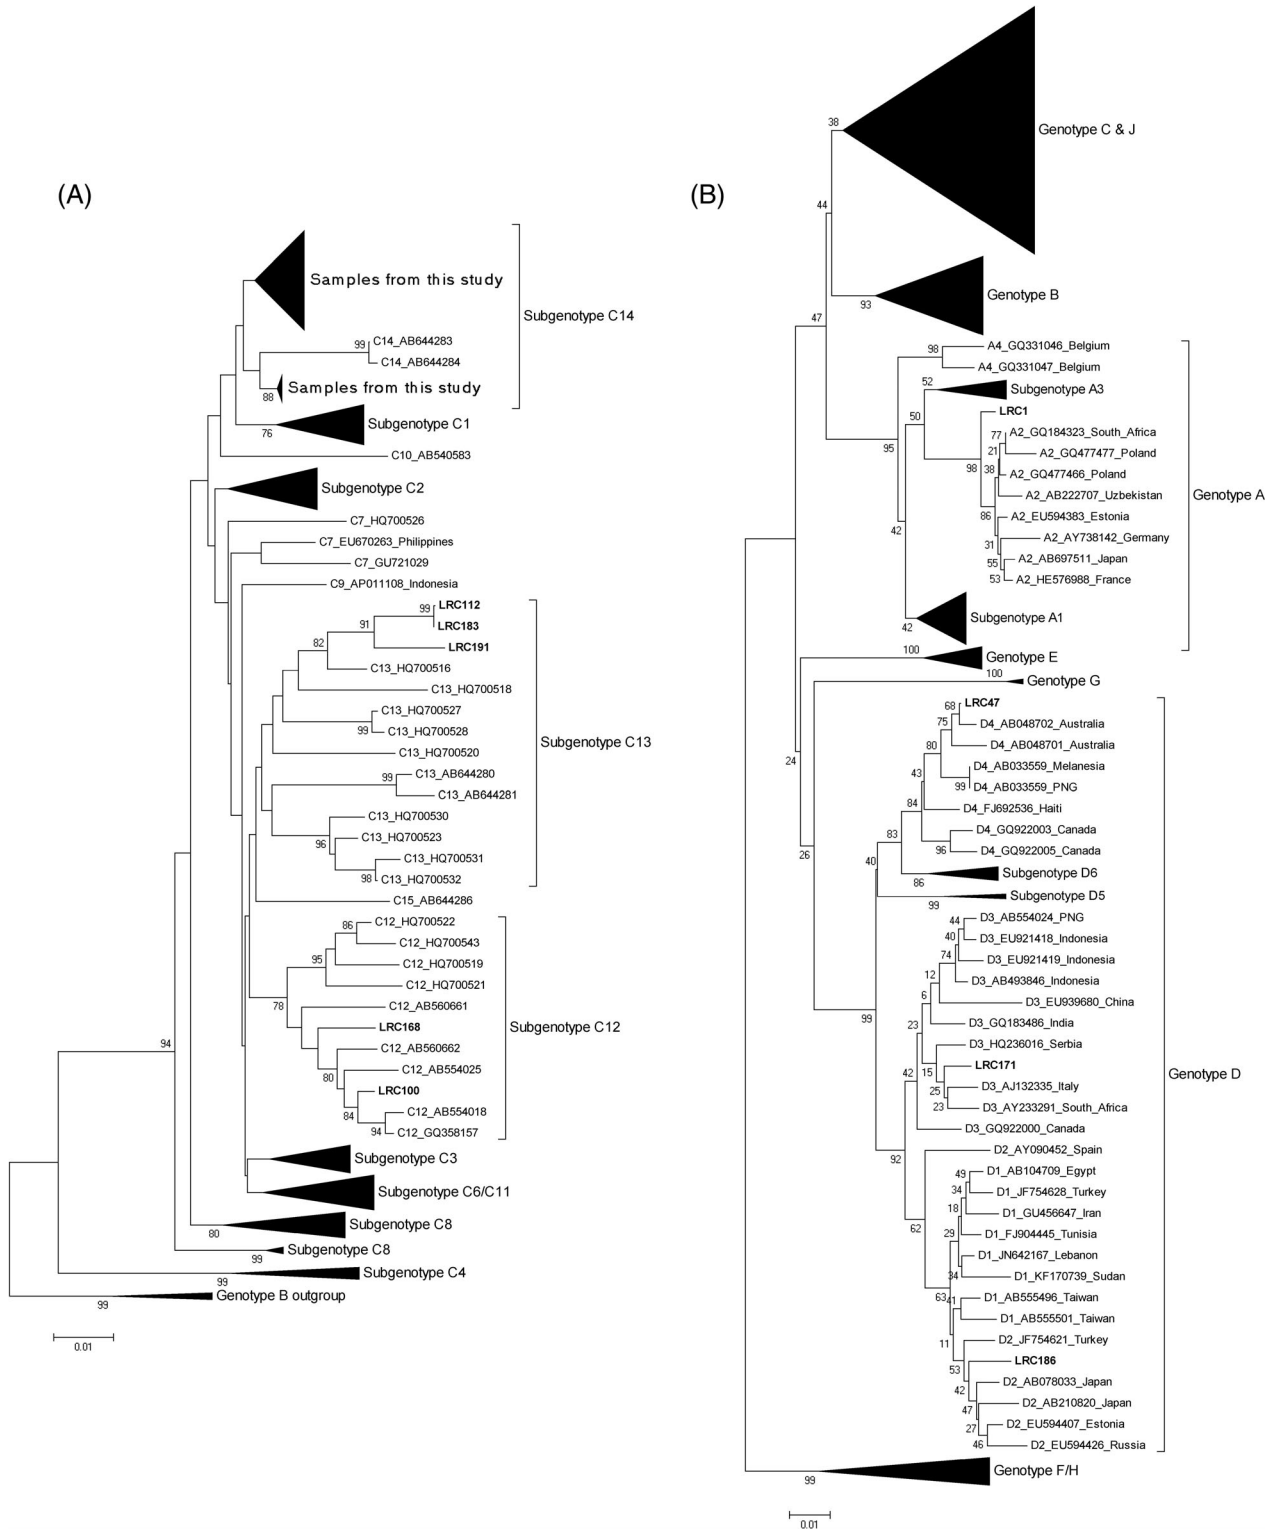 (A)
Samples from this study
99
C14_AB644283
C14_AB644284
Samples from this study
88
Subgenotype C14
Subgenotype C1
76
C10_AB540583
Subgenotype C2
C7_HQ700526
C7_EU670263_Philippines
C7_GU721029
C9_AP011108_Indonesia
99
LRC112
LRC183
91
LRC191
82
C13_HQ700516
C13_HQ700518
C13_HQ700527
99
C13_HQ700528
C13_HQ700520
Subgenotype C13
99
C13_AB644280
C13_AB644281
C13_HQ700530
C13_HQ700523
96
C13_HQ700531
98
C13_HQ700532
C15_AB644286
86
C12_HQ700522
C12_HQ700543
95
C12_HQ700519
C12_HQ700521
78
C12_AB560661
LRC168
Subgenotype C12
C12_AB560662
80
C12_AB554025
LRC100
84
C12_AB554018
94
C12_GQ358157
94
Subgenotype C3
Subgenotype C6/C11
Subgenotype C8
80
Subgenotype C8
99
Subgenotype C4
99
Genotype B outgroup
99
0.01
(B)
38
Genotype C & J
44
Genotype B
93
47
98
A4_GQ331046_Belgium
A4_GQ331047_Belgium
52
Subgenotype A3
50
LRC1
95
98
77
A2_GQ184323_South_Africa
21
A2_GQ477477_Poland
38
A2_GQ477466_Poland
A2_AB222707_Uzbekistan
86
A2_EU594383_Estonia
31
A2_AY738142_Germany
55
A2_AB697511_Japan
53
A2_HE576988_France
42
Subgenotype A1
42
Genotype A
100
Genotype E
100
Genotype G
24
26
68
LRC47
75
D4_AB048702_Australia
80
D4_AB048701_Australia
43
D4_AB033559_Melanesia
99
D4_AB033559_PNG
84
D4_FJ692536_Haiti
83
D4_GQ922003_Canada
96
D4_GQ922005_Canada
40
Subgenotype D6
86
Subgenotype D5
99
44
D3_AB554024_PNG
40
D3_EU921418_Indonesia
74
D3_EU921419_Indonesia
12
D3_AB493846_Indonesia
6
D3_EU939680_China
99
23
D3_GQ183486_India
D3_HQ236016_Serbia
42
15
LRC171
25
D3_AJ132335_Italy
23
D3_AY233291_South_Africa
Genotype D
D3_GQ922000_Canada
92
D2_AY090452_Spain
49
D1_AB104709_Egypt
34
D1_JF754628_Turkey
18
D1_GU456647_Iran
62
29
D1_FJ904445_Tunisia
D1_JN642167_Lebanon
34
D1_KF170739_Sudan
63
41
D1_AB555496_Taiwan
D1_AB555501_Taiwan
11
D2_JF754621_Turkey
53
LRC186
42
D2_AB078033_Japan
47
D2_AB210820_Japan
27
D2_EU594407_Estonia
46
D2_EU594426_Russia
Genotype F/H
99
0.01